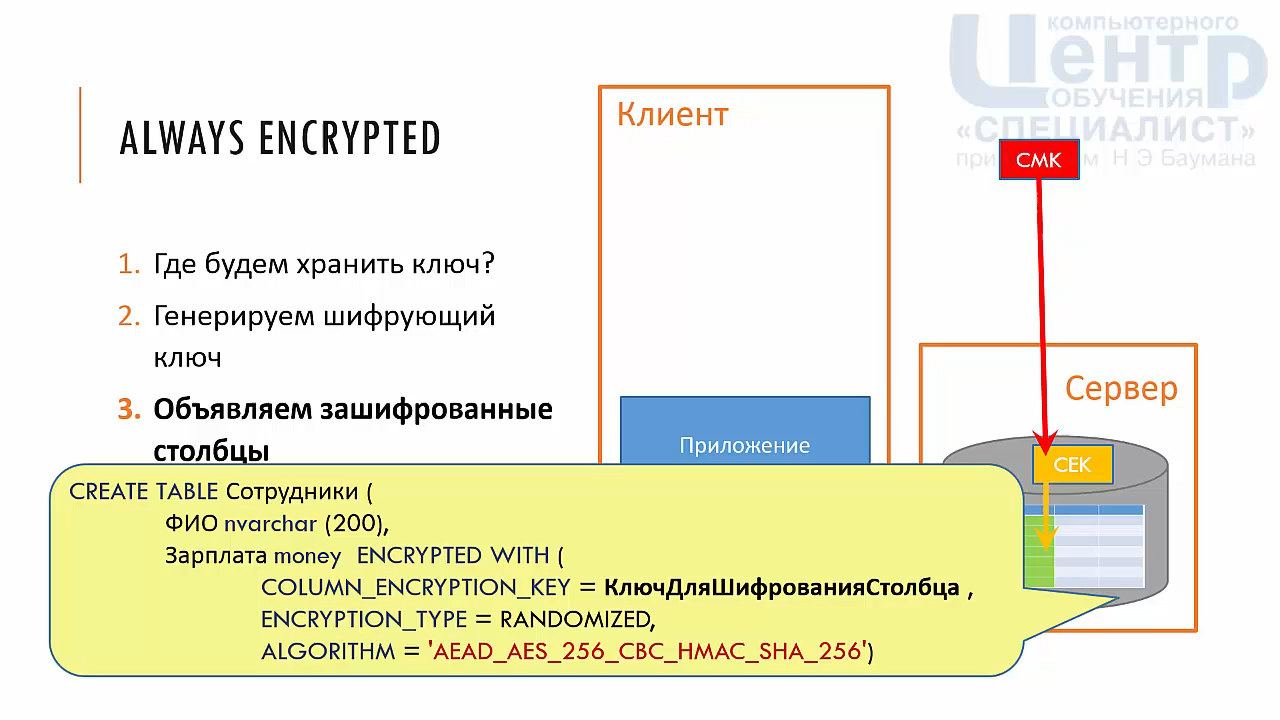 компьютерного
Центр
ОБУЧЕНИЯ
«СПЕЦИАЛИСТ»
при м Н Э Баумана
ALWAYS ENCRYPTED
1. Где будем хранить ключ?
2. Генерируем шифрующий
ключ
3. Объявляем зашифрованные
столбцы
Клиент
Приложение
CMK
Сервер
CEK
CREATE TABLE Сотрудники (
ФИО nvarchar (200),
Зарплата money ENCRYPTED WITH (
COLUMN_ENCRYPTION_KEY = КлючДляШифрованияСтолбца ,
ENCRYPTION_TYPE = RANDOMIZED,
ALGORITHM = 'AEAD_AES_256_CBC_HMAC_SHA_256')